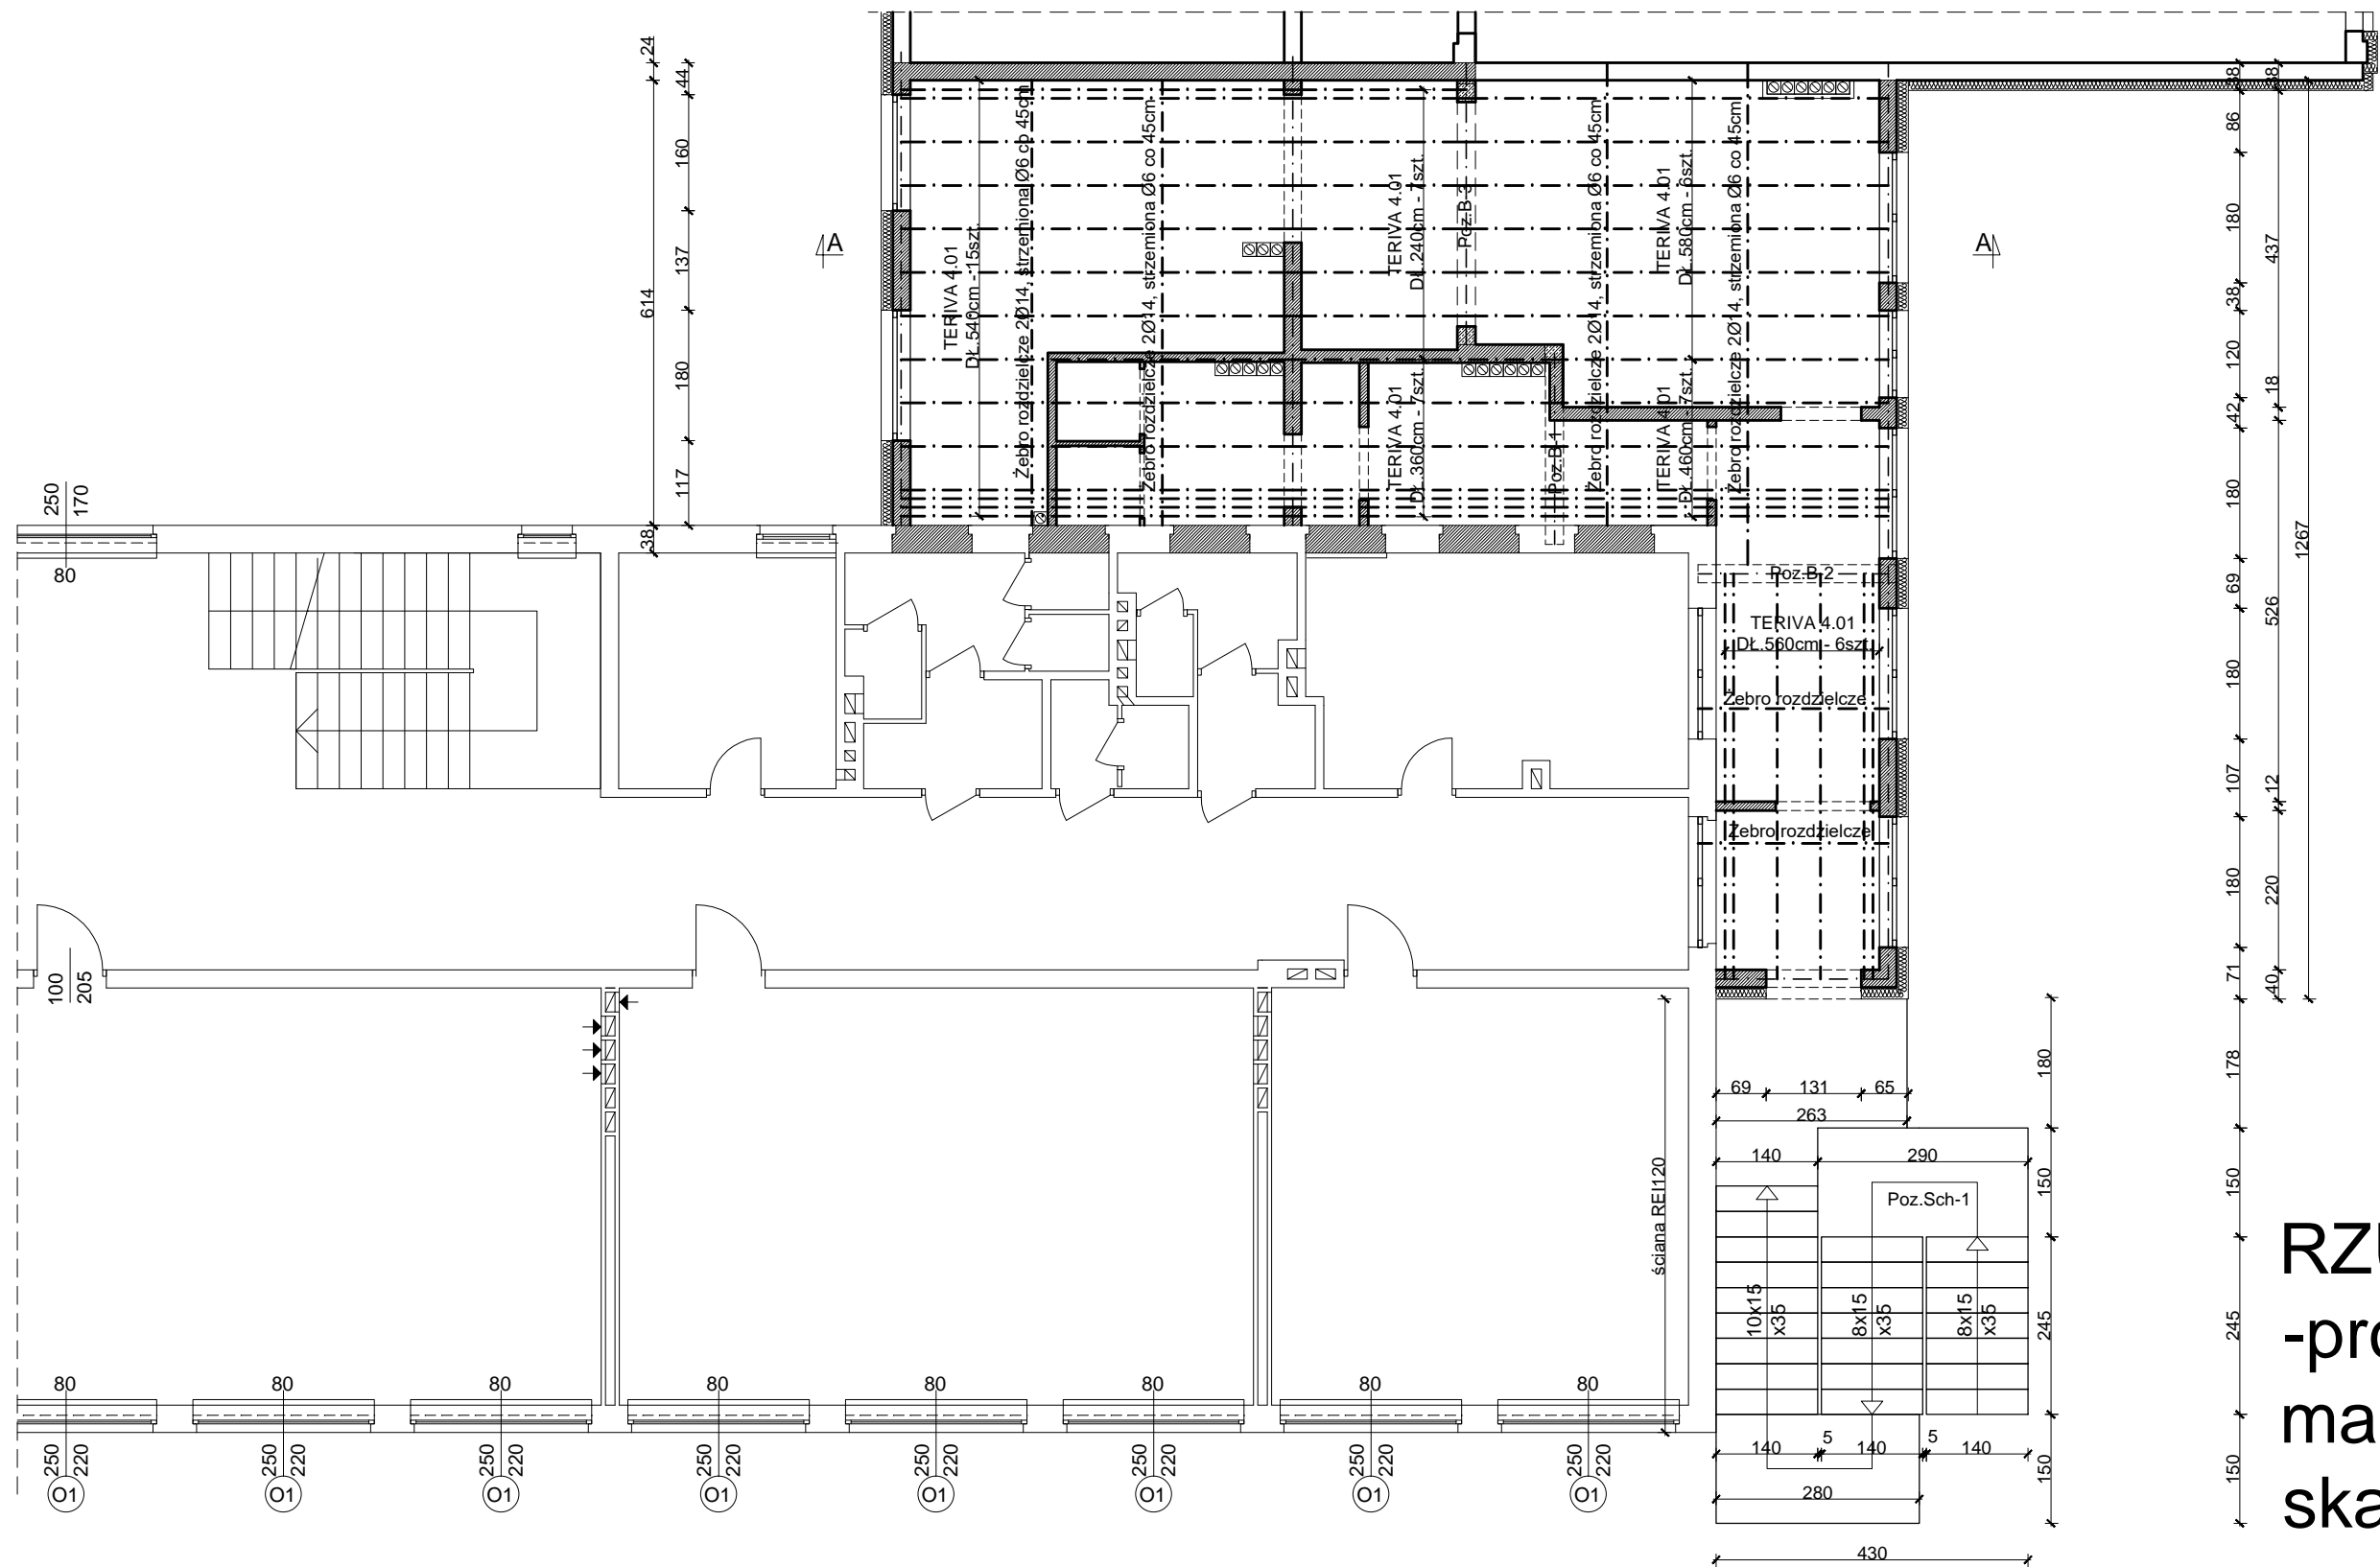 24
44
160
137
180
117
614
38
A
A
TERIVA 4.01
DŁ.540cm - 15szt.
Żebro rozdzielcze 2Ø14, strzemiona Ø6 co 45cm
Żebro rozdzielcze 2Ø14, strzemiona Ø6 co 45cm
TERIVA 4.01
DŁ.240cm - 7szt.
Poz.B-3
Żebro rozdzielcze 2Ø14, strzemiona Ø6 co 45cm
TERIVA 4.01
DŁ.580cm - 6szt.
Żebro rozdzielcze 2Ø14, strzemiona Ø6 co 45cm
TERIVA 4.01
DŁ.360cm - 7szt.
Poz.B-1
TERIVA 4.01
DŁ.460cm - 7szt.
38
86
180
38
120
42
180
69
180
107
180
71
178
150
245
150
38
437
18
526
12
220
40
1267
250
170
80
Poz.B-2
TERIVA 4.01
DŁ.560cm - 6szt.
Żebro rozdzielcze
Żebro rozdzielcze
100
205
ściana REI120
69
131
65
263
140
290
Poz.Sch-1
10x15
x35
8x15
x35
8x15
x35
180
150
245
150
140
5
140
5
140
280
430
80
80
80
80
80
80
80
80
250
220
250
220
250
220
250
220
250
220
250
220
250
220
250
220
O1
O1
O1
O1
O1
O1
O1
O1
RZU
-pro
ma
ska